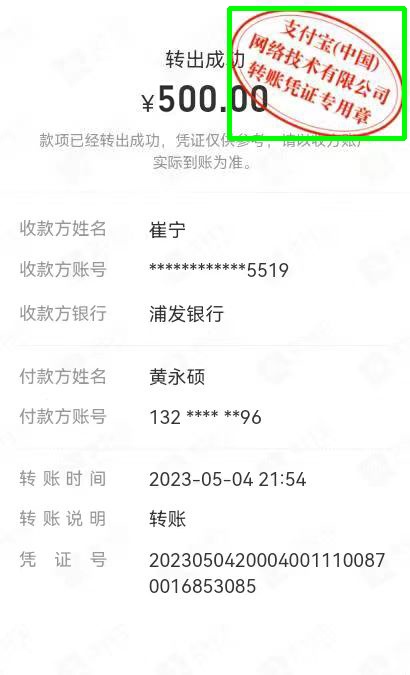 支付宝(中国)
网络技术有限公司
转账凭证专用章
转出成功
¥500.00
款项已经转出成功，凭证仅供参考，请以收方账户
实际到账为准。
收款方姓名 崔宁
收款方账号 ************5519
收款方银行 浦发银行
付款方姓名 黄永硕
付款方账号 132 **** **96
转账时间 2023-05-04 21:54
转账说明 转账
凭证号 2023050420004001110087
0016853085